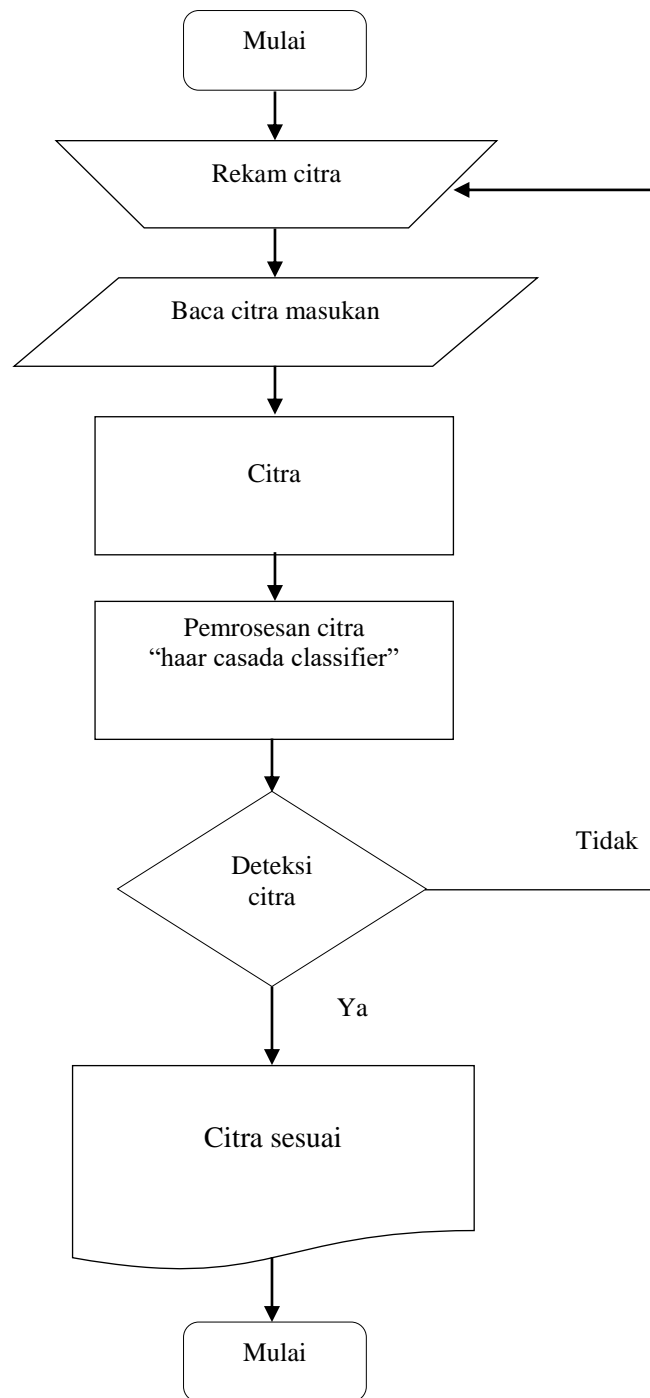 Mulai
Rekam citra
Baca citra masukan
Citra
Pemrosesan citra
“haar casada classifier”
Deteksi
citra
Tidak
Ya
Citra sesuai
Mulai